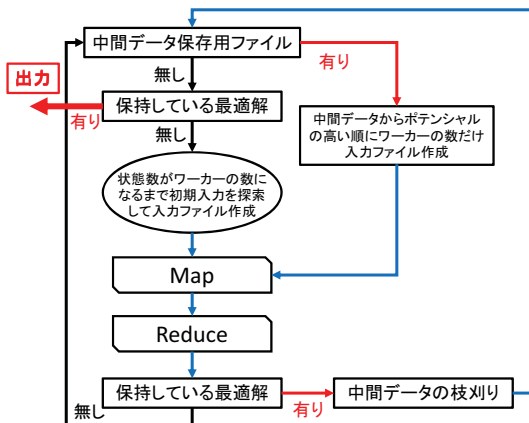 中間データ保存用ファイル
有り
無し
出力
保持している最適解
有り
無し
中間データからポテンシャル
の高い順にワーカーの数だけ
入力ファイル作成
状態数がワーカーの数に
なるまで初期入力を探索
して入力ファイル作成
Map
Reduce
保持している最適解
中間データの枝刈り
無し
有り